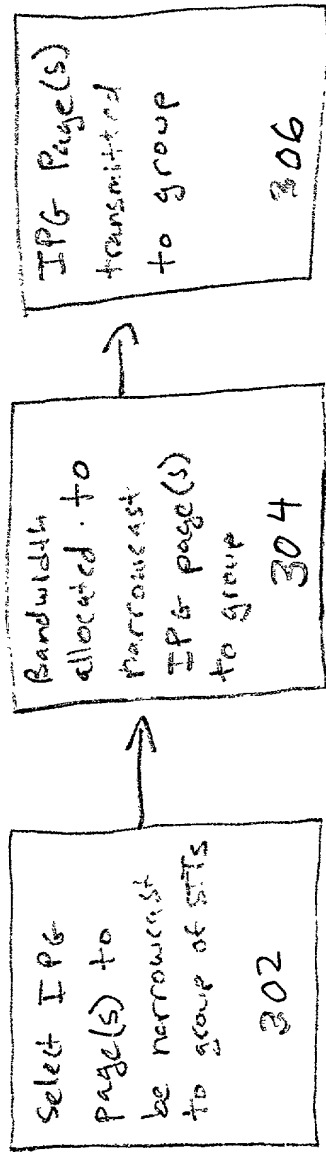 Select IPG
page(s) to
be narrowcast
to group of STTs
302
Bandwidth
allocated to
narrowcast
IPG page(s)
to group
304
IPG Page(s)
transmitted
to group
306